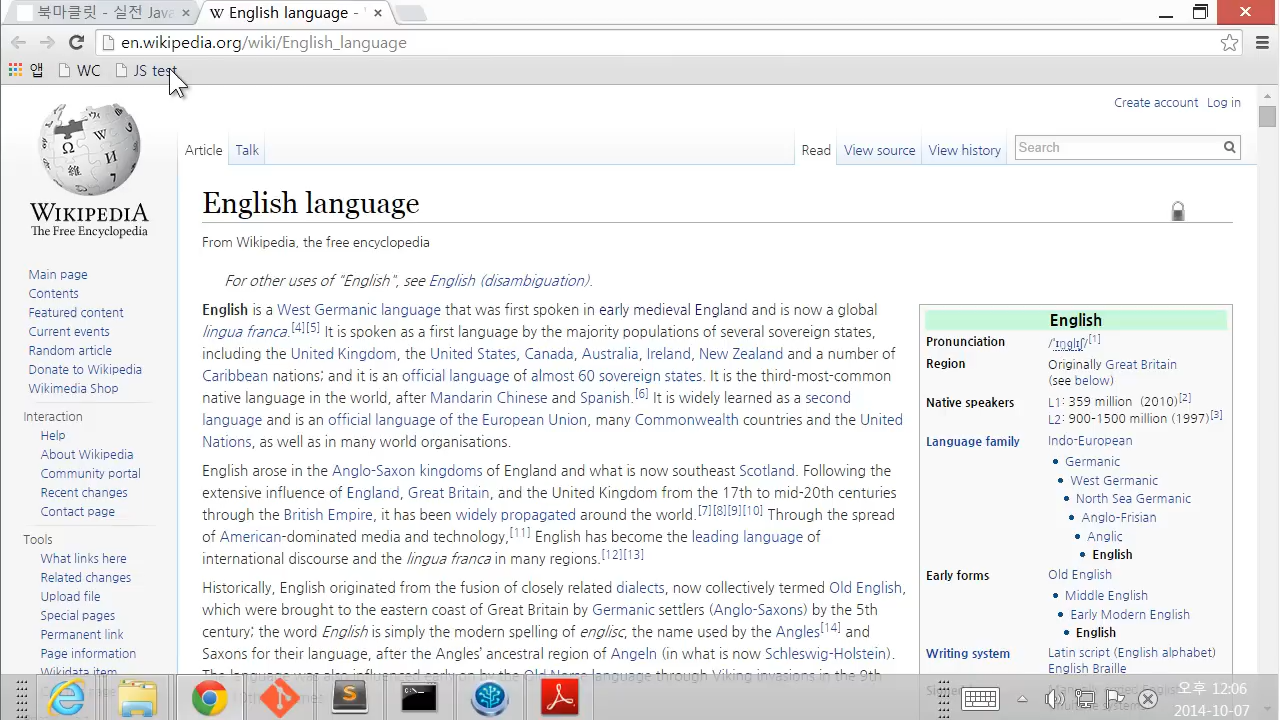 북마클릿 - 실전 Java
English language -
en.wikipedia.org/wiki/English_language
앱 WC JS test
Create account Log in
Article Talk Read View source View history Search
WIKIPEDIA
The Free Encyclopedia
Main page
Contents
Featured content
Current events
Random article
Donate to Wikipedia
Wikimedia Shop
Interaction
Help
About Wikipedia
Community portal
Recent changes
Contact page
Tools
What links here
Related changes
Upload file
Special pages
Permanent link
Page information
Wikidata item
English language
From Wikipedia, the free encyclopedia
For other uses of "English", see English (disambiguation).
English is a West Germanic language that was first spoken in early medieval England and is now a global
lingua franca.[4][5] It is spoken as a first language by the majority populations of several sovereign states,
including the United Kingdom, the United States, Canada, Australia, Ireland, New Zealand and a number of
Caribbean nations; and it is an official language of almost 60 sovereign states. It is the third-most-common
native language in the world, after Mandarin Chinese and Spanish.[6] It is widely learned as a second
language and is an official language of the European Union, many Commonwealth countries and the United
Nations, as well as in many world organisations.
English arose in the Anglo-Saxon kingdoms of England and what is now southeast Scotland. Following the
extensive influence of England, Great Britain, and the United Kingdom from the 17th to mid-20th centuries
through the British Empire, it has been widely propagated around the world.[7][8][9][10] Through the spread
of American-dominated media and technology,[11] English has become the leading language of
international discourse and the lingua franca in many regions.[12][13]
Historically, English originated from the fusion of closely related dialects, now collectively termed Old English,
which were brought to the eastern coast of Great Britain by Germanic settlers (Anglo-Saxons) by the 5th
century; the word English is simply the modern spelling of englisc, the name used by the Angles[14] and
Saxons for their language, after the Angles' ancestral region of Angeln (in what is now Schleswig-Holstein).
The language was also influenced early on by the Old Norse language through Viking invasions in the 9th
English
Pronunciation /ˈɪŋɡlɪʃ/[1]
Region Originally Great Britain
(see below)
Native speakers L1: 359 million (2010)[2]
L2: 900-1500 million (1997)[3]
Language family Indo-European
Germanic
West Germanic
North Sea Germanic
Anglo-Frisian
Anglic
English
Early forms Old English
Middle English
Early Modern English
English
Writing system Latin script (English alphabet)
English Braille
오후 12:06
2014-10-07